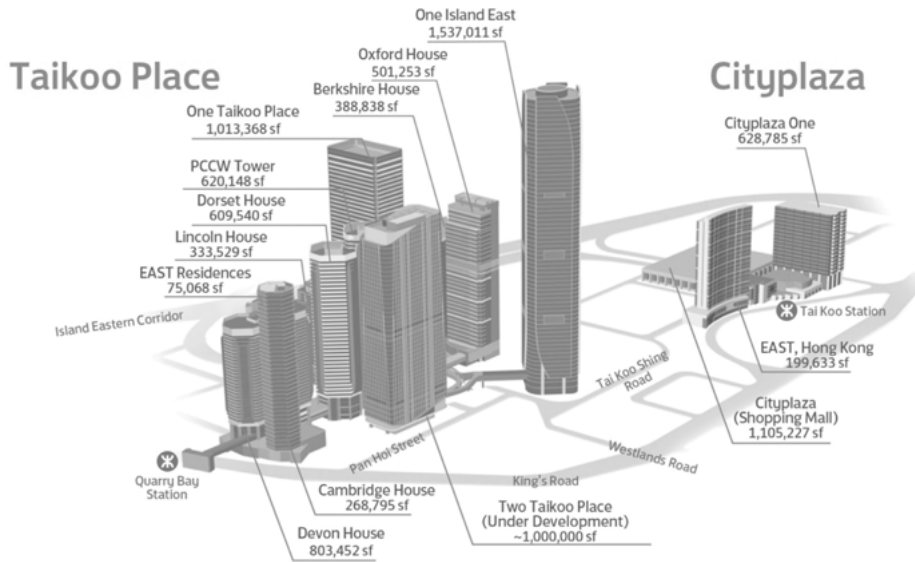 Taikoo Place
Cityplaza
One Island East
1,537,011 sf
Oxford House
501,253 sf
Berkshire House
388,838 sf
One Taikoo Place
1,013,368 sf
PCCW Tower
620,148 sf
Dorset House
609,540 sf
Lincoln House
333,529 sf
EAST Residences
75,068 sf
Island Eastern Corridor
Cityplaza One
628,785 sf
Tai Koo Station
EAST, Hong Kong
199,633 sf
Cityplaza
(Shopping Mall)
1,105,227 sf
Tai Koo Shing
Road
Westlands Road
King's Road
Pan Hoi Street
Quarry Bay
Station
Cambridge House
268,795 sf
Devon House
803,452 sf
Two Taikoo Place
(Under Development)
~1,000,000 sf